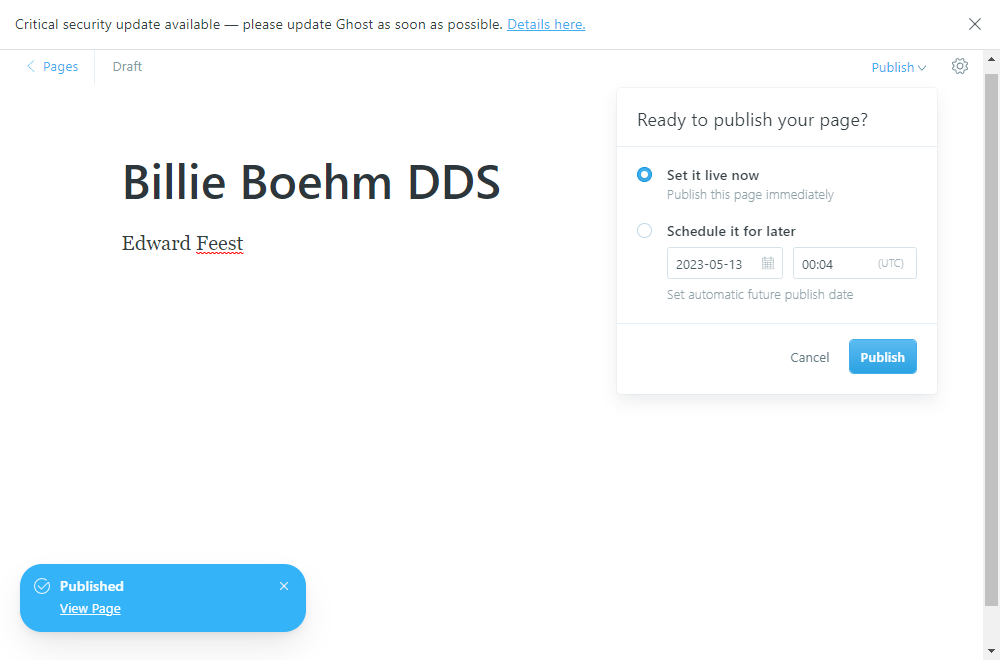 Critical security update available — please update Ghost as soon as possible. Details here.
Pages
Draft
Publish
Ready to publish your page?
Set it live now
Publish this page immediately
Schedule it for later
2023-05-13
00:04
(UTC)
Set automatic future publish date
Cancel
Publish
Billie Boehm DDS
Edward Feest
Published
View Page